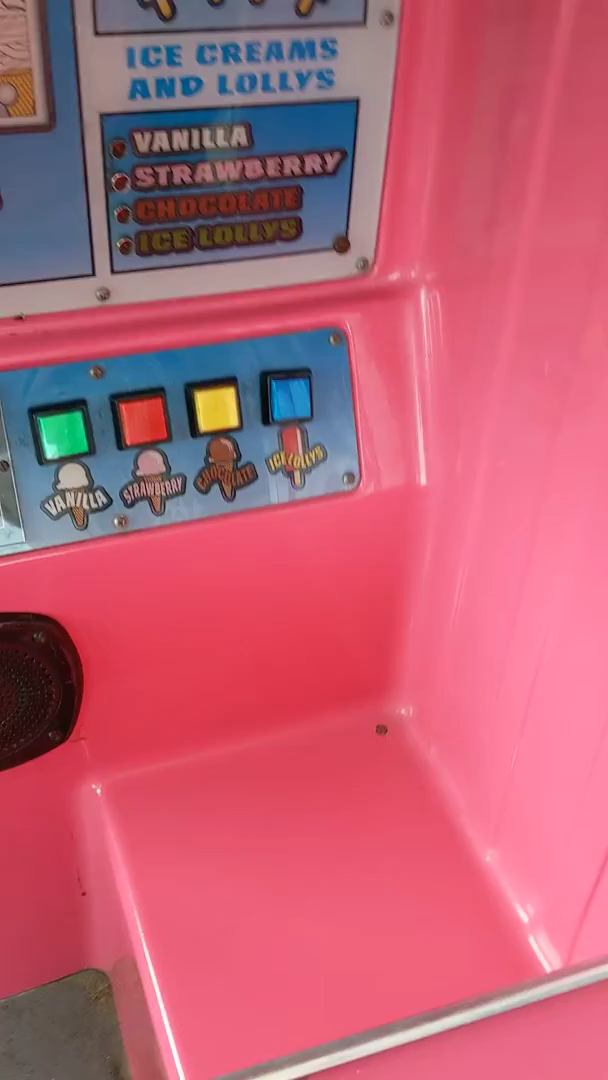 ICE CREAMS
AND LOLLYS
VANILLA
STRAWBERRY
CHOCOLATE
ICE LOLLYS
VANILLA
STRAWBERRY
CHOCOLATE
ICE LOLLYS